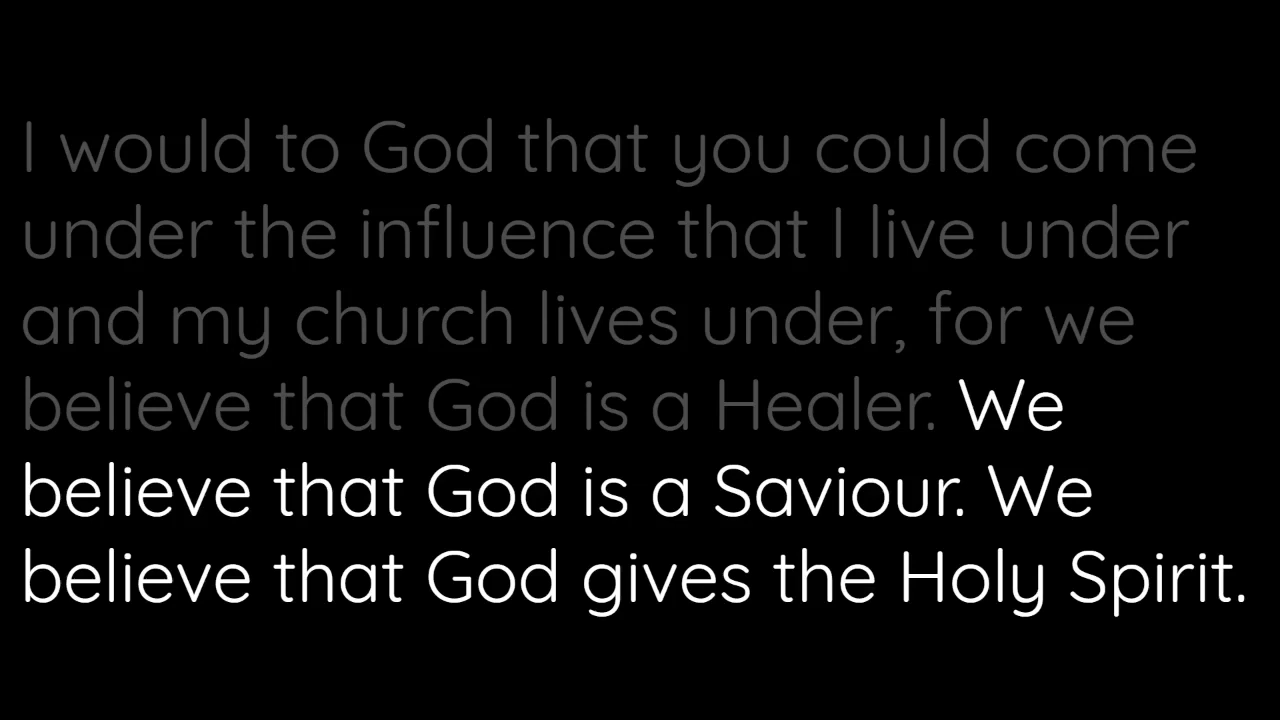 I would to God that you could come
under the influence that I live under
and my church lives under, for we
believe that God is a Healer. We
believe that God is a Saviour. We
believe that God gives the Holy Spirit.